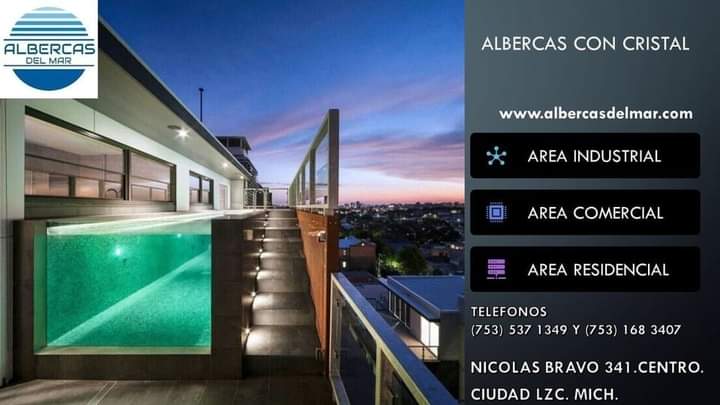 ALBERCAS
DEL MAR
ALBERCAS CON CRISTAL
www.albercasdelmar.com
AREA INDUSTRIAL
AREA COMERCIAL
AREA RESIDENCIAL
TELEFONOS
(753) 537 1349 Y (753) 168 3407
NICOLAS BRAVO 341.CENTRO.
CIUDAD LZC. MICH.